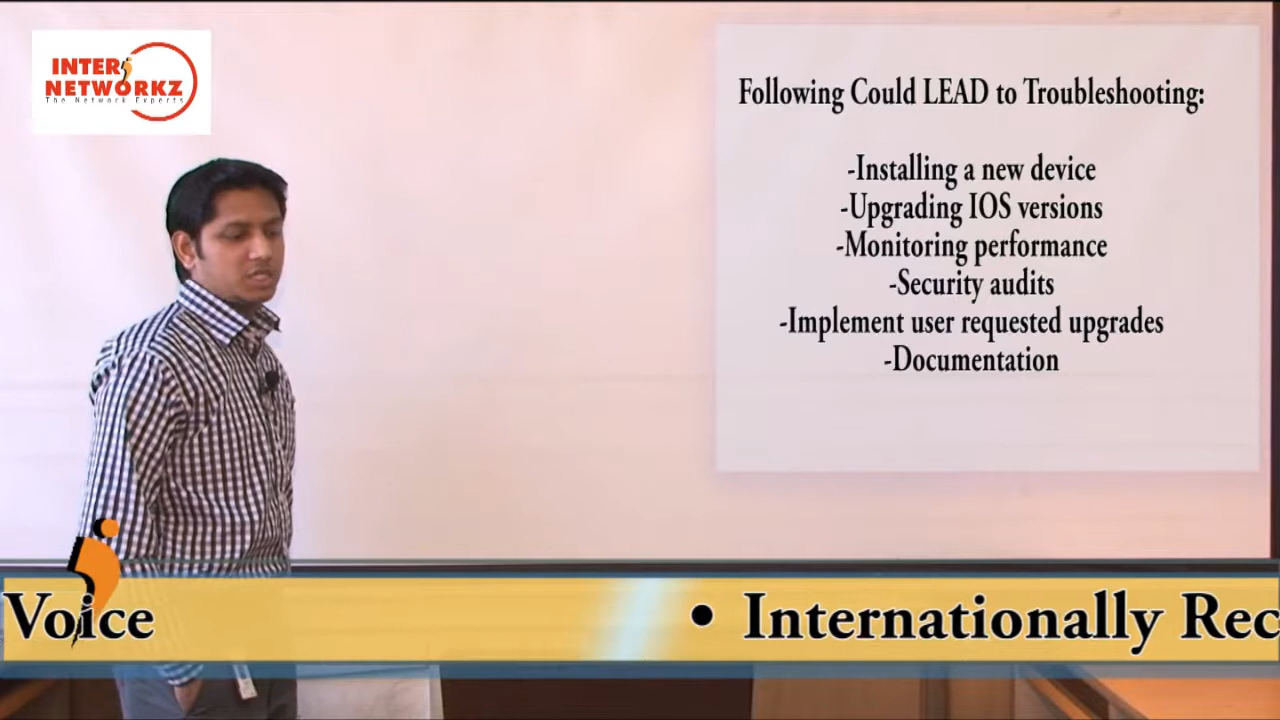 INTER
NETWORKZ
The Network Experts
Following Could LEAD to Troubleshooting:
-Installing a new device
-Upgrading IOS versions
-Monitoring performance
-Security audits
-Implement user requested upgrades
-Documentation
Voice
• Internationally Rec